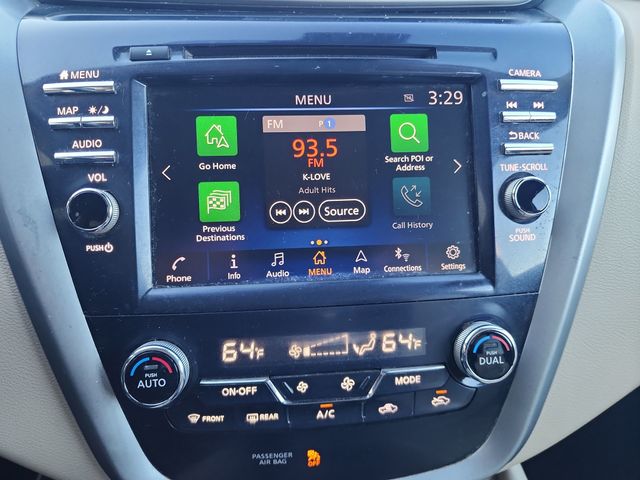 MENU
MAP
AUDIO
VOL
PUSH
MENU
3:29
Go Home
Previous
Destinations
FM P 1
93.5
FM
K-LOVE
Adult Hits
Source
Search POI or
Address
Call History
Phone
Info
Audio
MENU
Map
Connections
Settings
CAMERA
BACK
TUNE-SCROLL
PUSH
SOUND
64°F
64°F
AUTO
ON-OFF
MODE
DUAL
FRONT
REAR
A/C
PASSENGER
AIR BAG
OFF